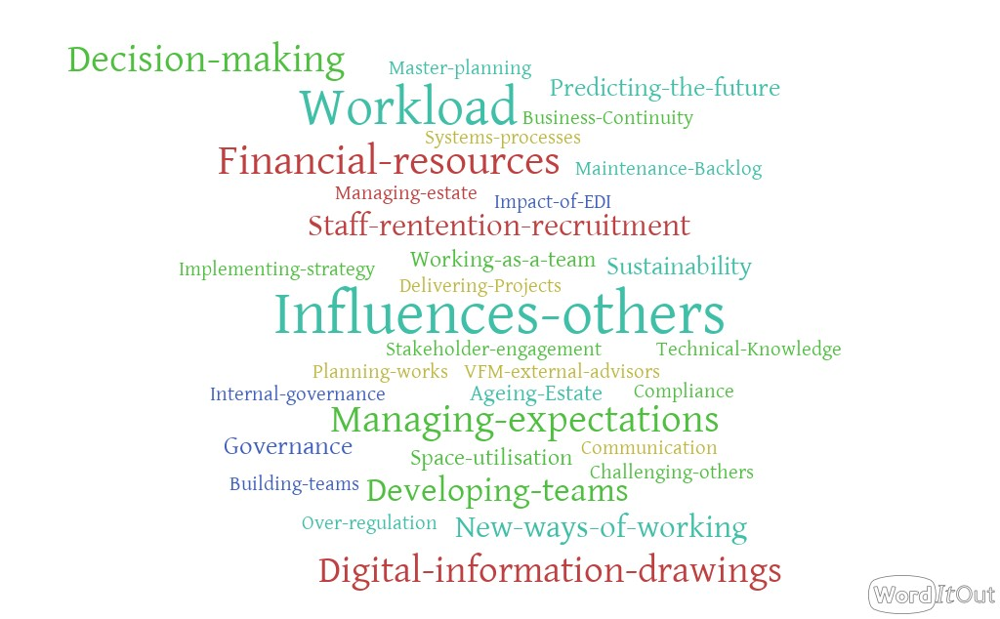 Decision-making
Master-planning
Predicting-the-future
Workload
Business-Continuity
Systems-processes
Financial-resources
Maintenance-Backlog
Managing-estate
Impact-of-EDI
Staff-rentention-recruitment
Working-as-a-team
Sustainability
Implementing-strategy
Delivering-Projects
Influences-others
Stakeholder-engagement
Technical-Knowledge
Planning-works
VFM-external-advisors
Internal-governance
Ageing-Estate
Compliance
Managing-expectations
Governance
Space-utilisation
Communication
Challenging-others
Building-teams
Developing-teams
Over-regulation
New-ways-of-working
Digital-information-drawings
WordItOut